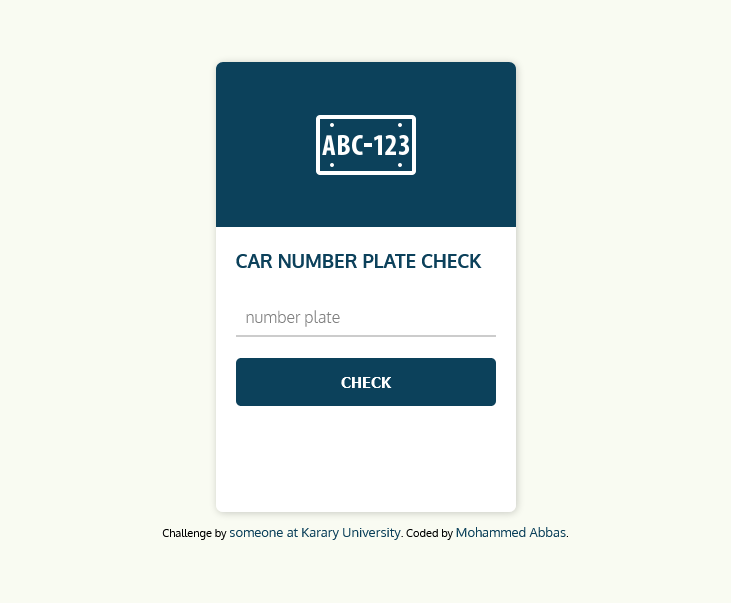 ABC-123
CAR NUMBER PLATE CHECK
number plate
CHECK
Challenge by someone at Karary University. Coded by Mohammed Abbas.